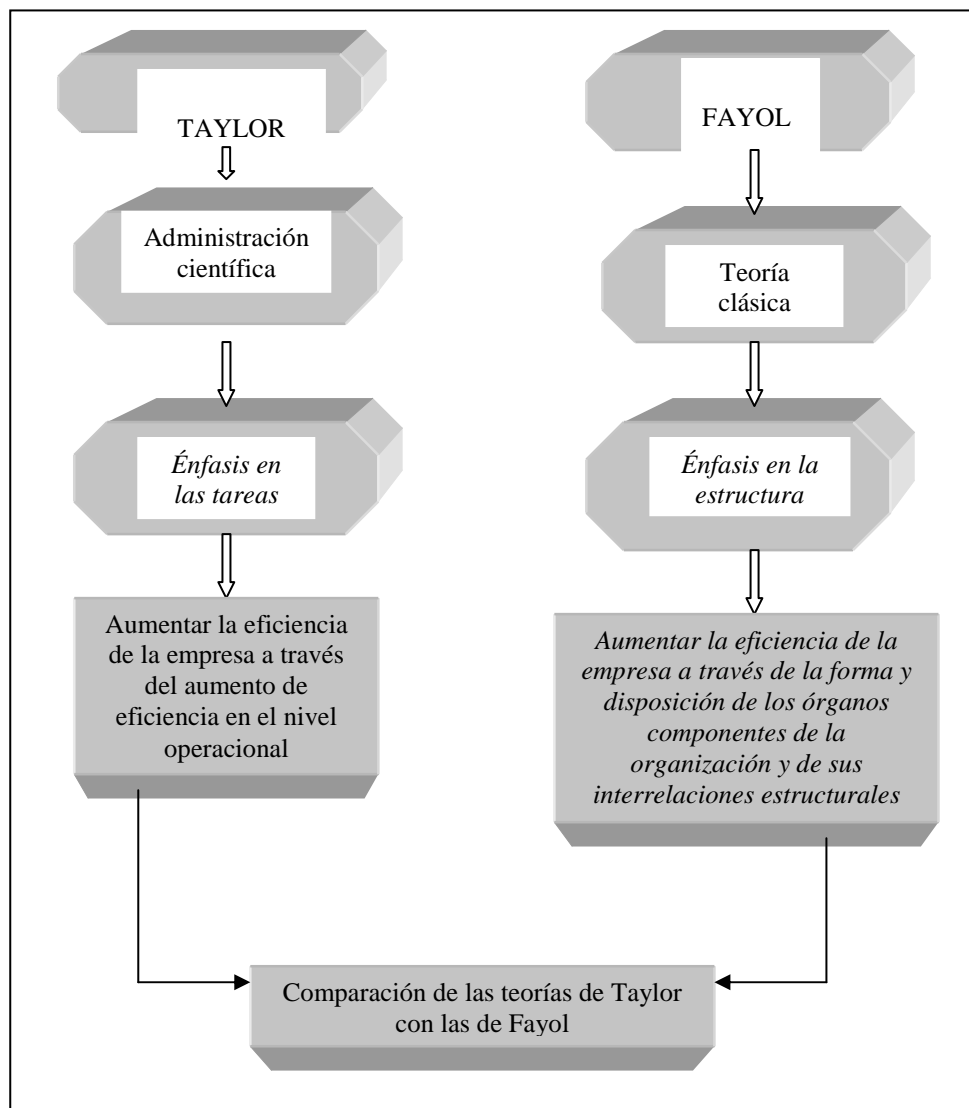 TAYLOR
Administración
científica
Énfasis en
las tareas
Aumentar la eficiencia
de la empresa a través
del aumento de
eficiencia en el nivel
operacional
FAYOL
Teoría
clásica
Énfasis en la
estructura
Aumentar la eficiencia de la
empresa a través de la forma y
disposición de los órganos
componentes de la
organización y de sus
interrelaciones estructurales
Comparación de las teorías de Taylor
con las de Fayol